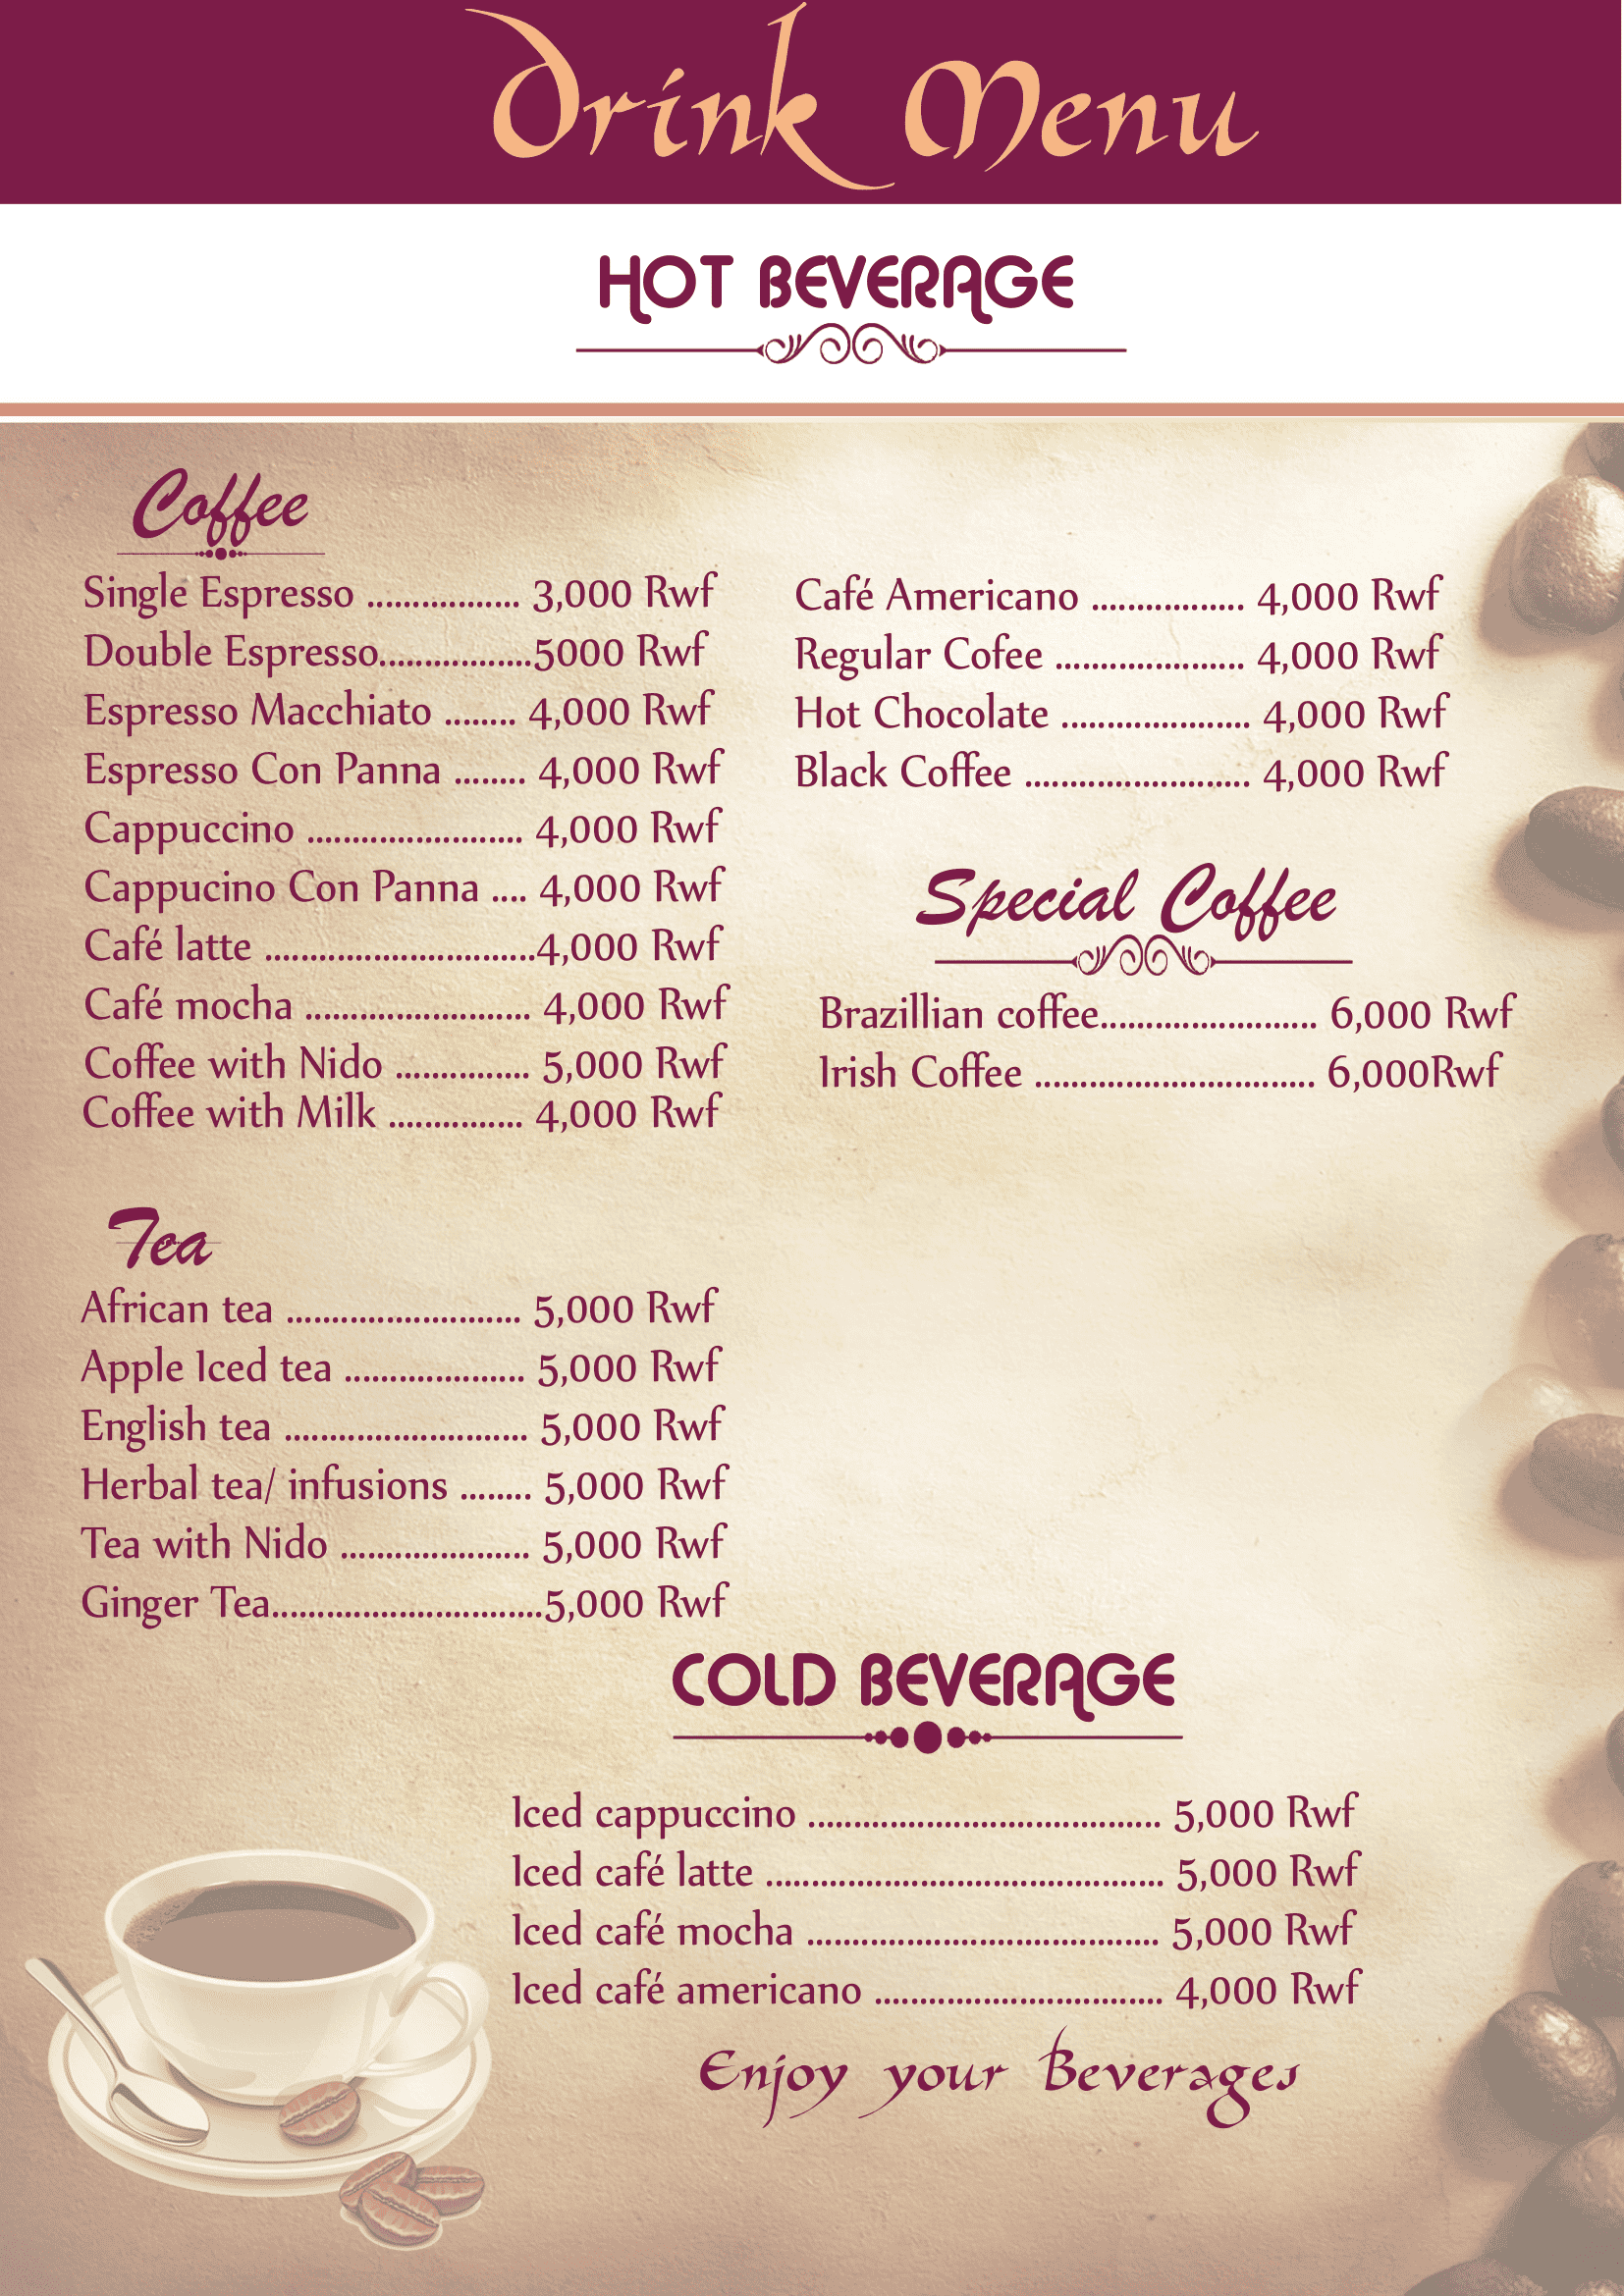 Drink Menu
HOT BEVERAGE
Coffee
Single Espresso ................. 3,000 Rwf
Double Espresso.................5000 Rwf
Espresso Macchiato ........ 4,000 Rwf
Espresso Con Panna ........ 4,000 Rwf
Cappuccino ........................ 4,000 Rwf
Cappucino Con Panna .... 4,000 Rwf
Café latte ..............................4,000 Rwf
Café mocha ......................... 4,000 Rwf
Coffee with Nido ............... 5,000 Rwf
Coffee with Milk ............... 4,000 Rwf
Café Americano ................. 4,000 Rwf
Regular Cofee ..................... 4,000 Rwf
Hot Chocolate ..................... 4,000 Rwf
Black Coffee ......................... 4,000 Rwf
Special Coffee
Brazillian coffee........................ 6,000 Rwf
Irish Coffee ............................... 6,000Rwf
Tea
African tea .......................... 5,000 Rwf
Apple Iced tea .................... 5,000 Rwf
English tea ........................... 5,000 Rwf
Herbal tea/ infusions ........ 5,000 Rwf
Tea with Nido ..................... 5,000 Rwf
Ginger Tea..............................5,000 Rwf
COLD BEVERAGE
Iced cappuccino ....................................... 5,000 Rwf
Iced café latte ............................................ 5,000 Rwf
Iced café mocha ....................................... 5,000 Rwf
Iced café americano ................................ 4,000 Rwf
Enjoy your Beverages